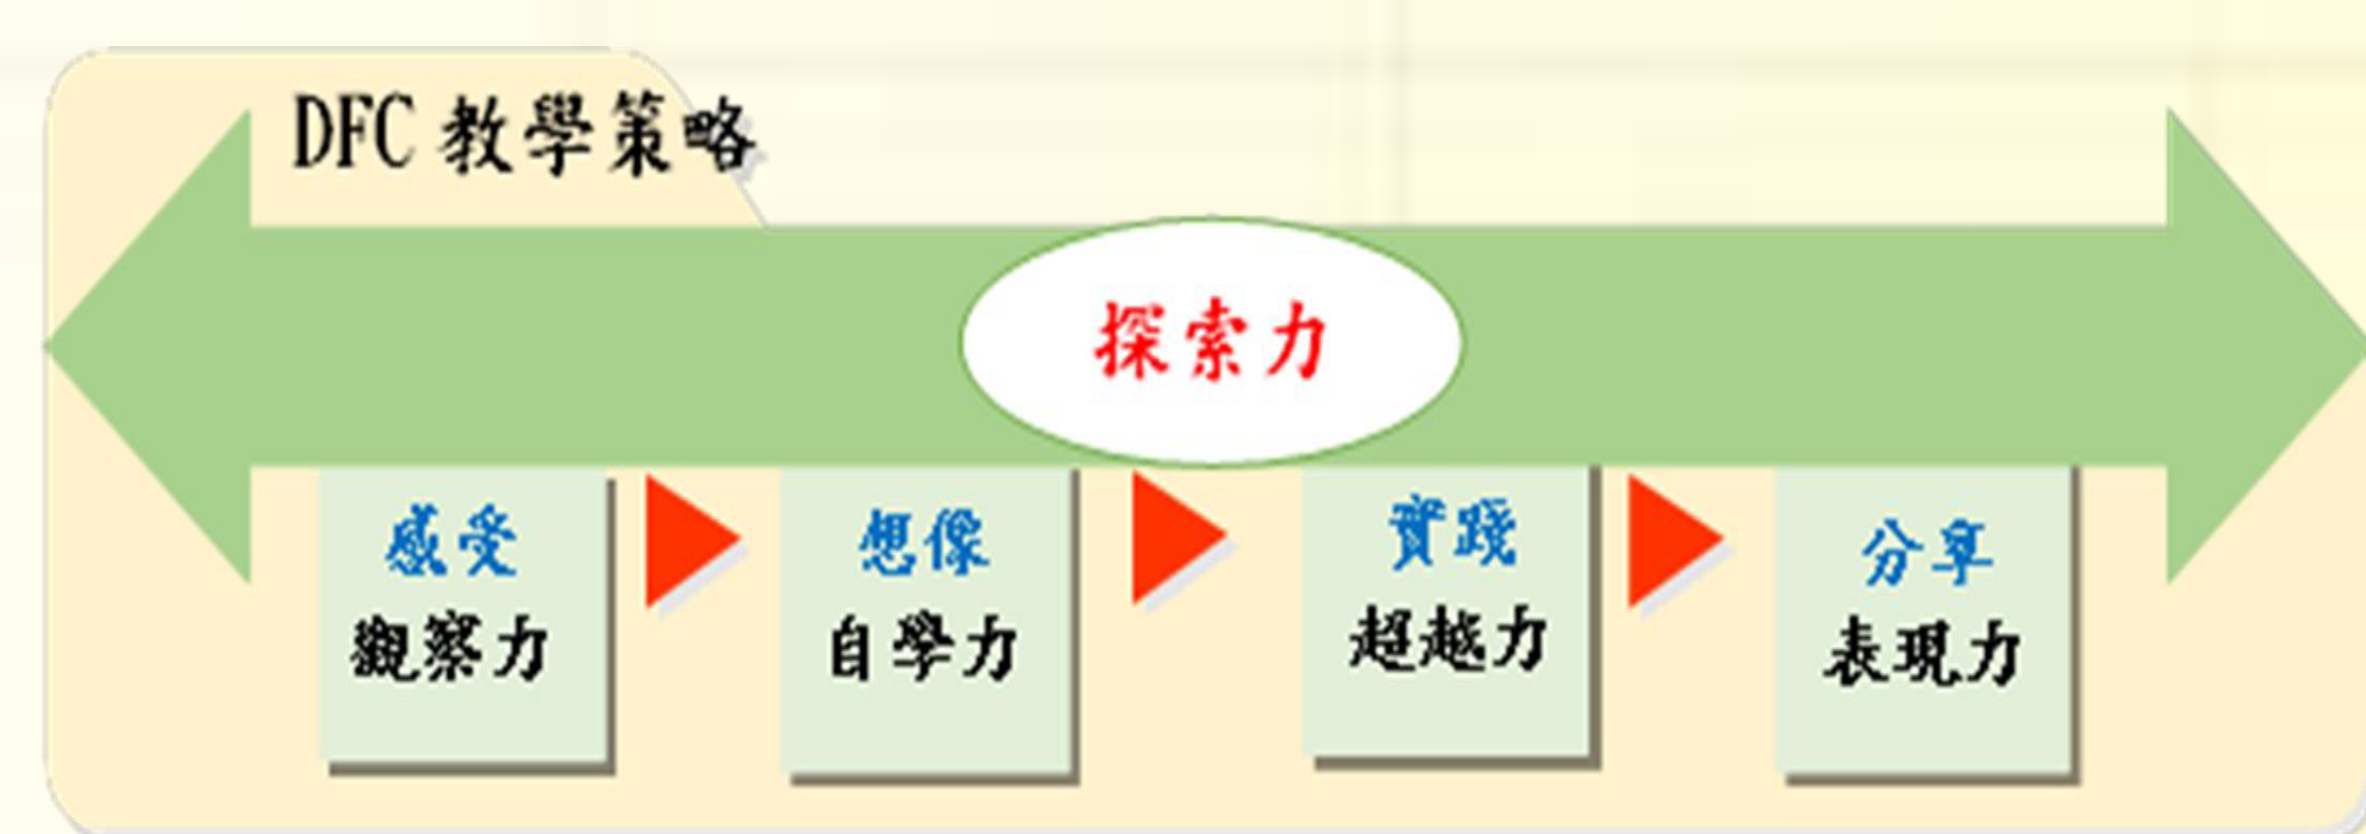 DFC 教學策略
探索力
感受
觀察力
想像
自學力
實踐
超越力
分享
表現力